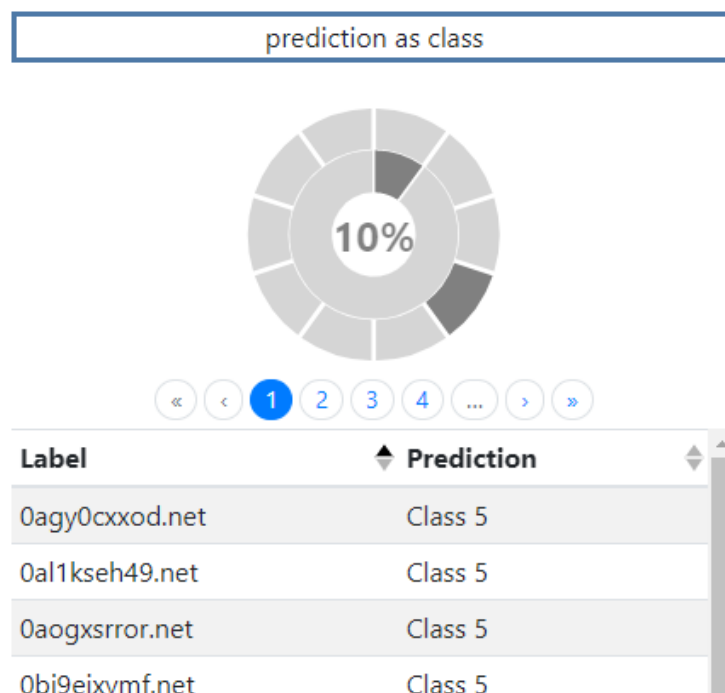 prediction as class
10%
« ‹ 1 2 3 4 ... › »
Label Prediction
0agy0cxxod.net Class 5
0al1kseh49.net Class 5
0aogxsrror.net Class 5
Class 5